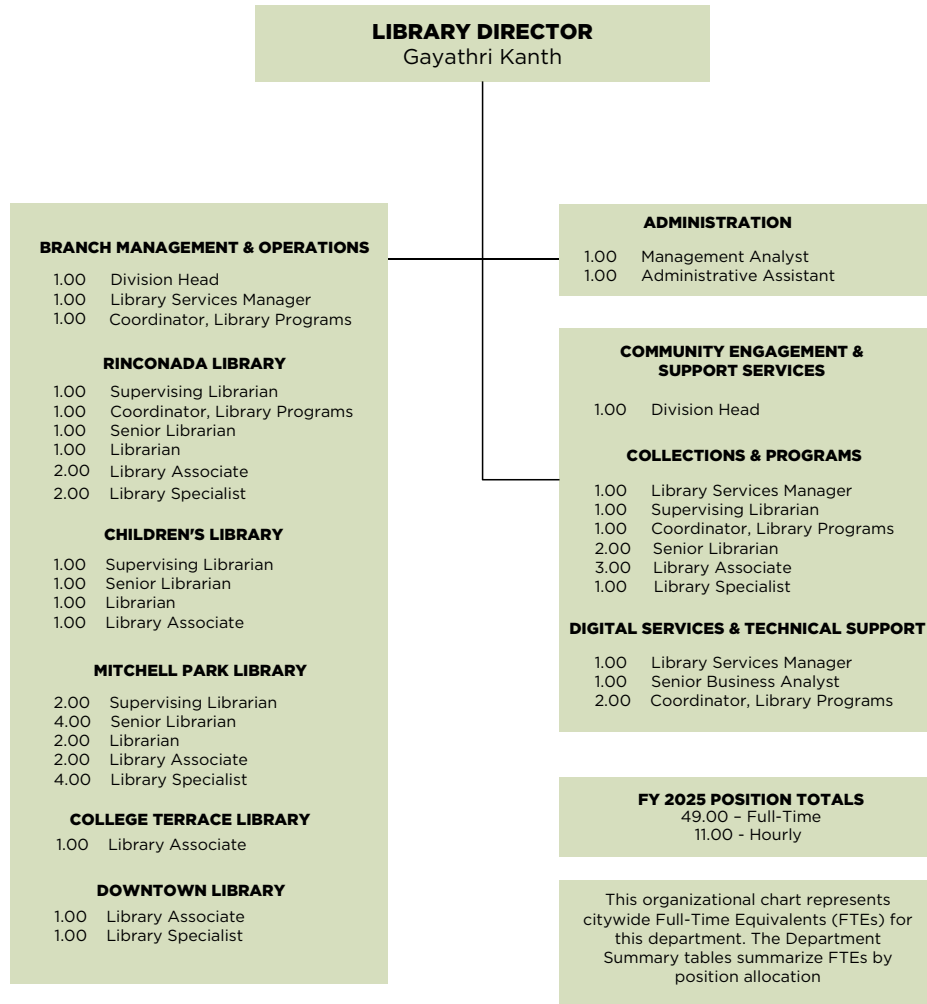 LIBRARY DIRECTOR
Gayathri Kanth
BRANCH MANAGEMENT & OPERATIONS
1.00 Division Head
1.00 Library Services Manager
1.00 Coordinator, Library Programs
RINCONADA LIBRARY
1.00 Supervising Librarian
1.00 Coordinator, Library Programs
1.00 Senior Librarian
1.00 Librarian
2.00 Library Associate
2.00 Library Specialist
CHILDREN'S LIBRARY
1.00 Supervising Librarian
1.00 Senior Librarian
1.00 Librarian
1.00 Library Associate
MITCHELL PARK LIBRARY
2.00 Supervising Librarian
4.00 Senior Librarian
2.00 Librarian
2.00 Library Associate
4.00 Library Specialist
COLLEGE TERRACE LIBRARY
1.00 Library Associate
DOWNTOWN LIBRARY
1.00 Library Associate
1.00 Library Specialist
ADMINISTRATION
1.00 Management Analyst
1.00 Administrative Assistant
COMMUNITY ENGAGEMENT &
SUPPORT SERVICES
1.00 Division Head
COLLECTIONS & PROGRAMS
1.00 Library Services Manager
1.00 Supervising Librarian
1.00 Coordinator, Library Programs
2.00 Senior Librarian
3.00 Library Associate
1.00 Library Specialist
DIGITAL SERVICES & TECHNICAL SUPPORT
1.00 Library Services Manager
1.00 Senior Business Analyst
2.00 Coordinator, Library Programs
FY 2025 POSITION TOTALS
49.00 – Full-Time
11.00 - Hourly
This organizational chart represents
citywide Full-Time Equivalents (FTEs) for
this department. The Department
Summary tables summarize FTEs by
position allocation